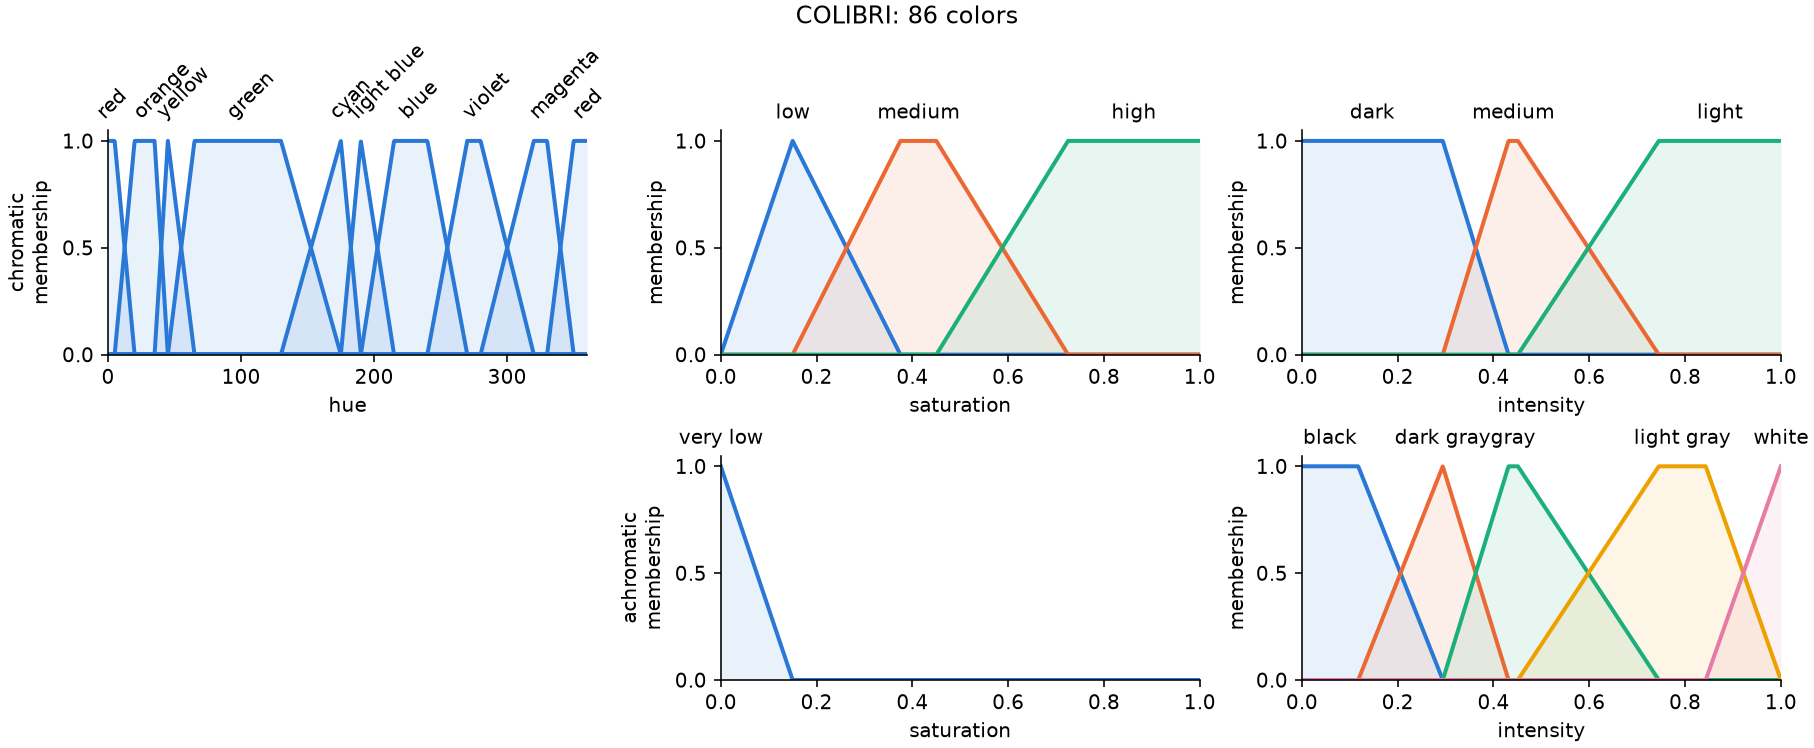 COLIBRI: 86 colors
red orange yellow green cyan light blue blue violet magenta red
chromatic
membership
1.0
0.5
0.0
0 100 200 300
hue
low medium high
membership
1.0
0.5
0.0
0.0 0.2 0.4 0.6 0.8 1.0
saturation
dark medium light
membership
1.0
0.5
0.0
0.0 0.2 0.4 0.6 0.8 1.0
intensity
very low
achromatic
membership
1.0
0.5
0.0
0.0 0.2 0.4 0.6 0.8 1.0
saturation
black dark gray gray light gray white
membership
1.0
0.5
0.0
0.0 0.2 0.4 0.6 0.8 1.0
intensity